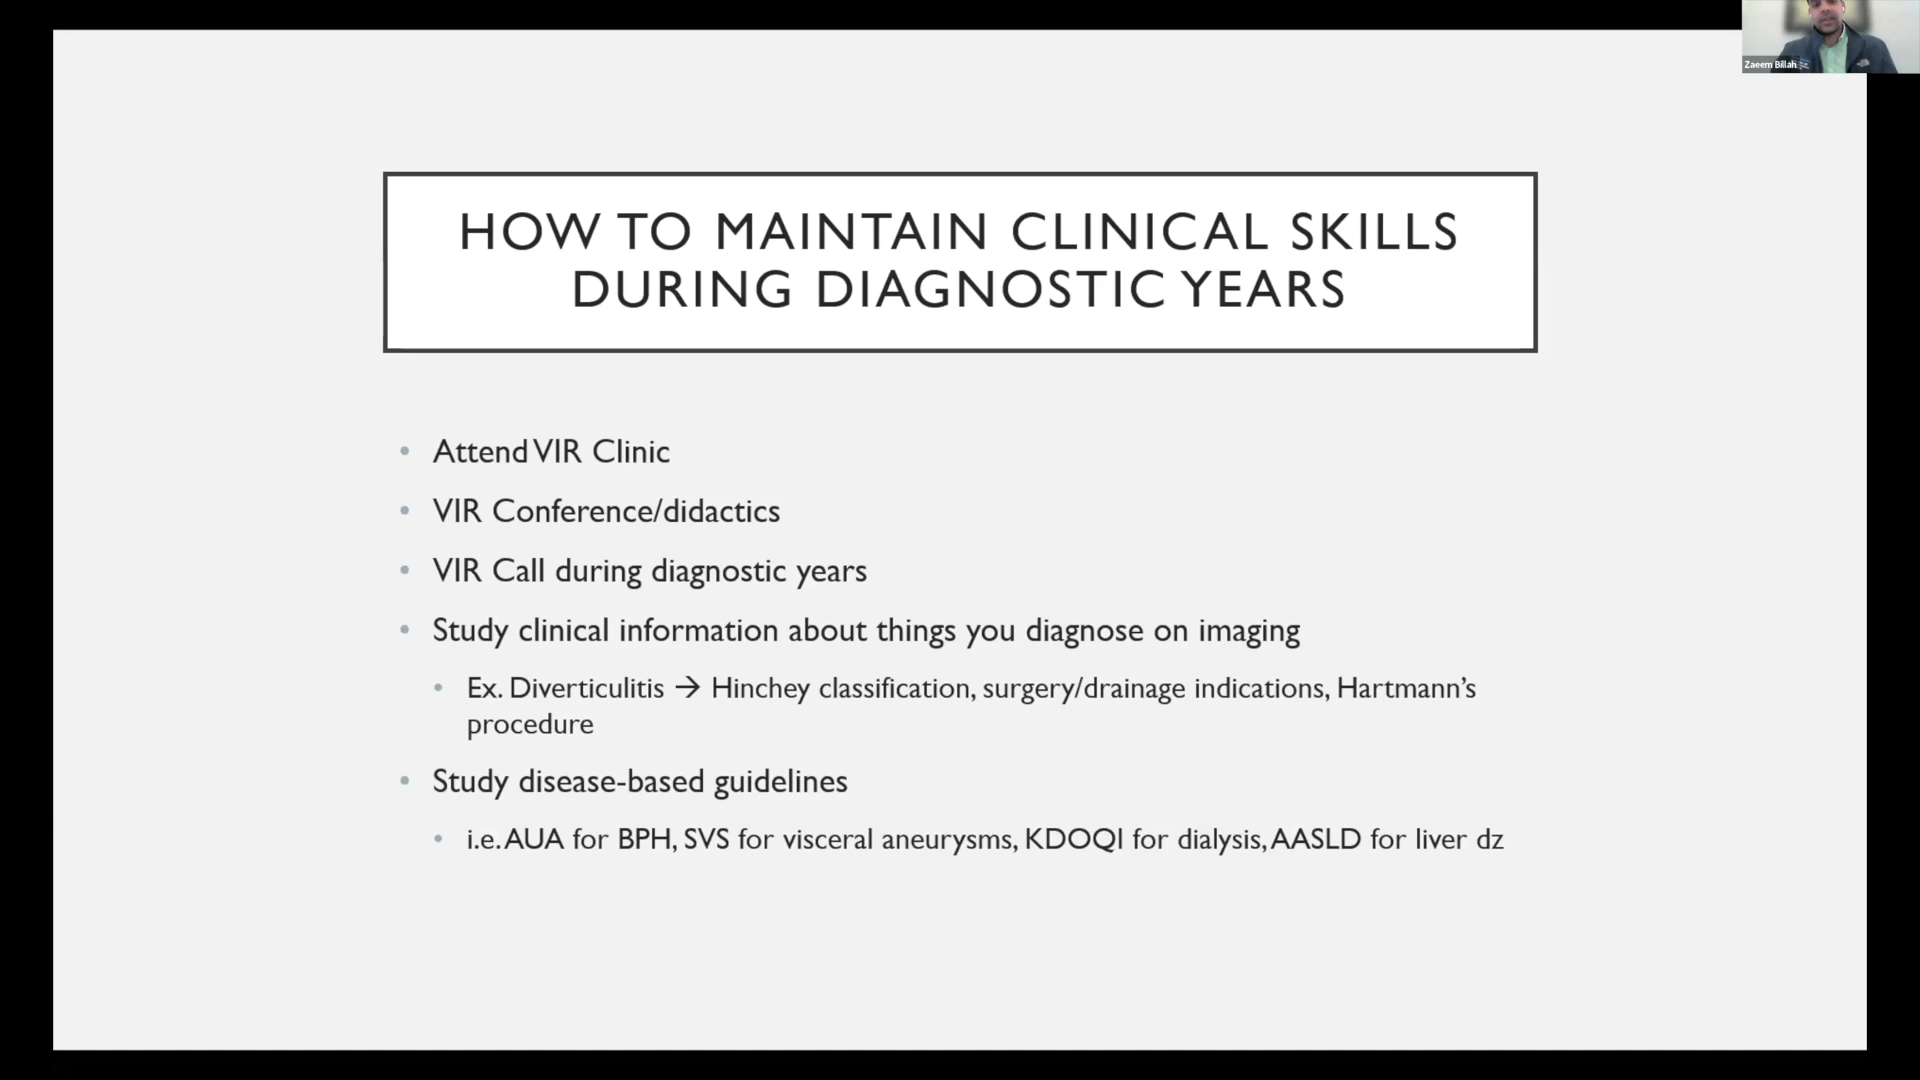 Zaeem Billah
HOW TO MAINTAIN CLINICAL SKILLS
DURING DIAGNOSTIC YEARS
• Attend VIR Clinic
• VIR Conference/didactics
• VIR Call during diagnostic years
• Study clinical information about things you diagnose on imaging
• Ex. Diverticulitis → Hinchey classification, surgery/drainage indications, Hartmann’s
procedure
• Study disease-based guidelines
• i.e. AUA for BPH, SVS for visceral aneurysms, KDOQI for dialysis, AASLD for liver dz